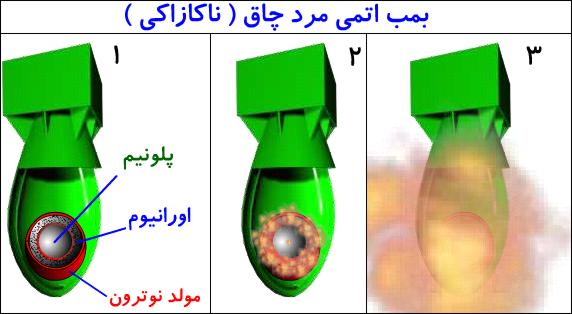 بمب اتمی مرد چاق ( ناکازاکی )
۱
۲
۳
پلونیم
اورانیوم
مولد نوترون